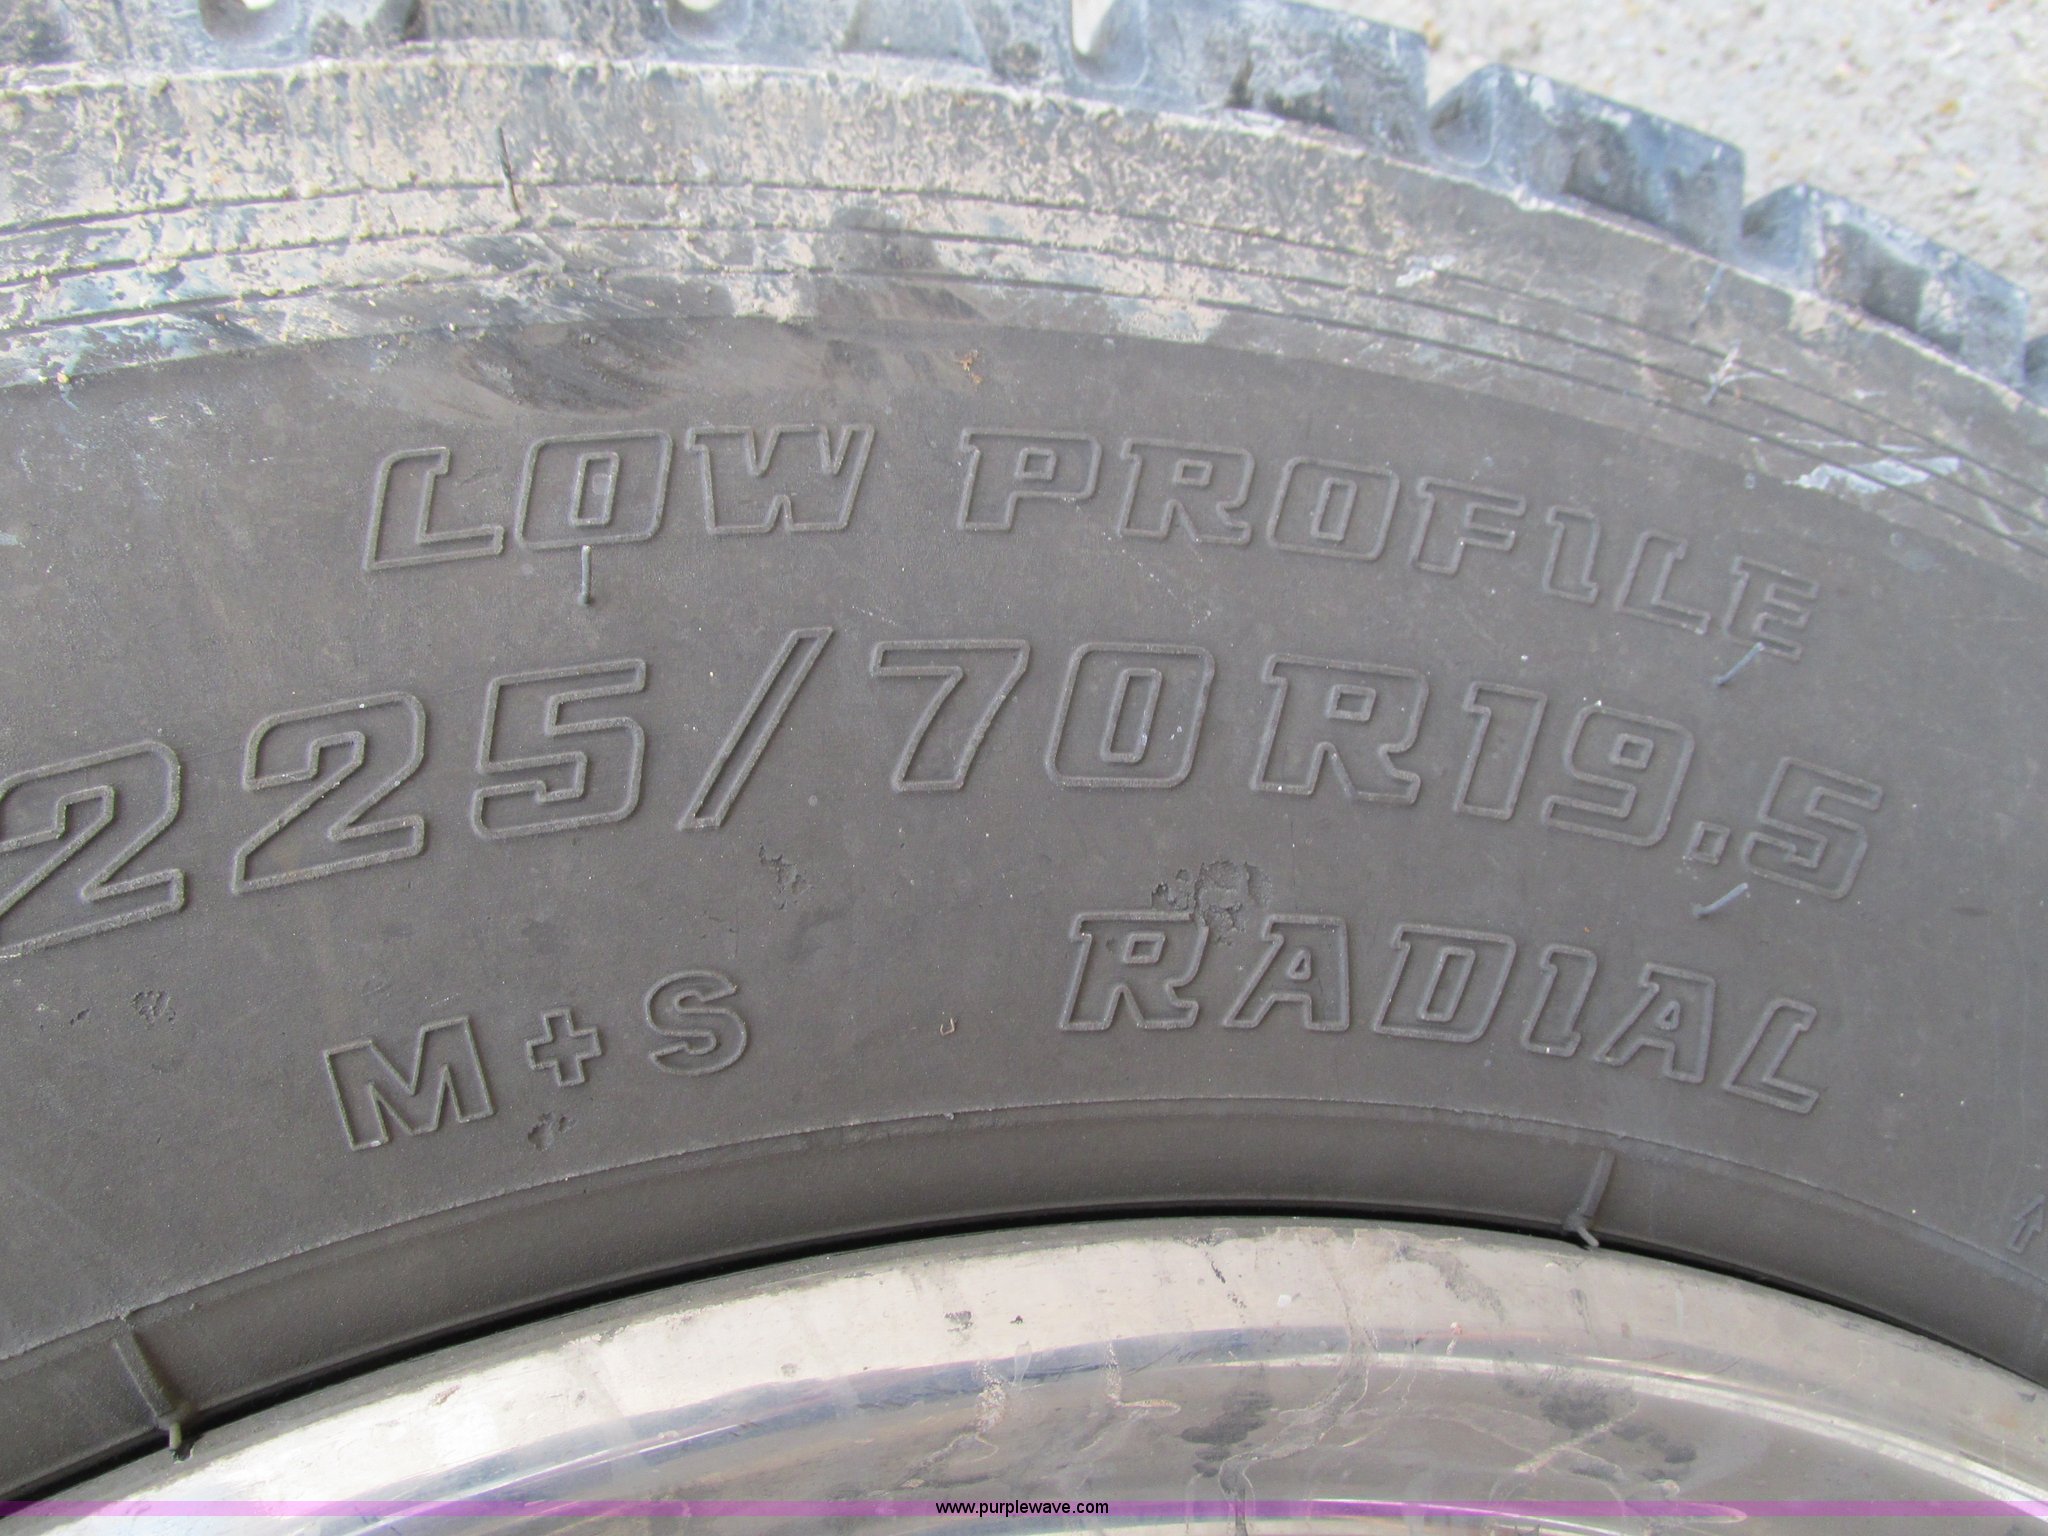 LOW PROFILE
225/70R19.5
M+S RADIAL
www.purplewave.com